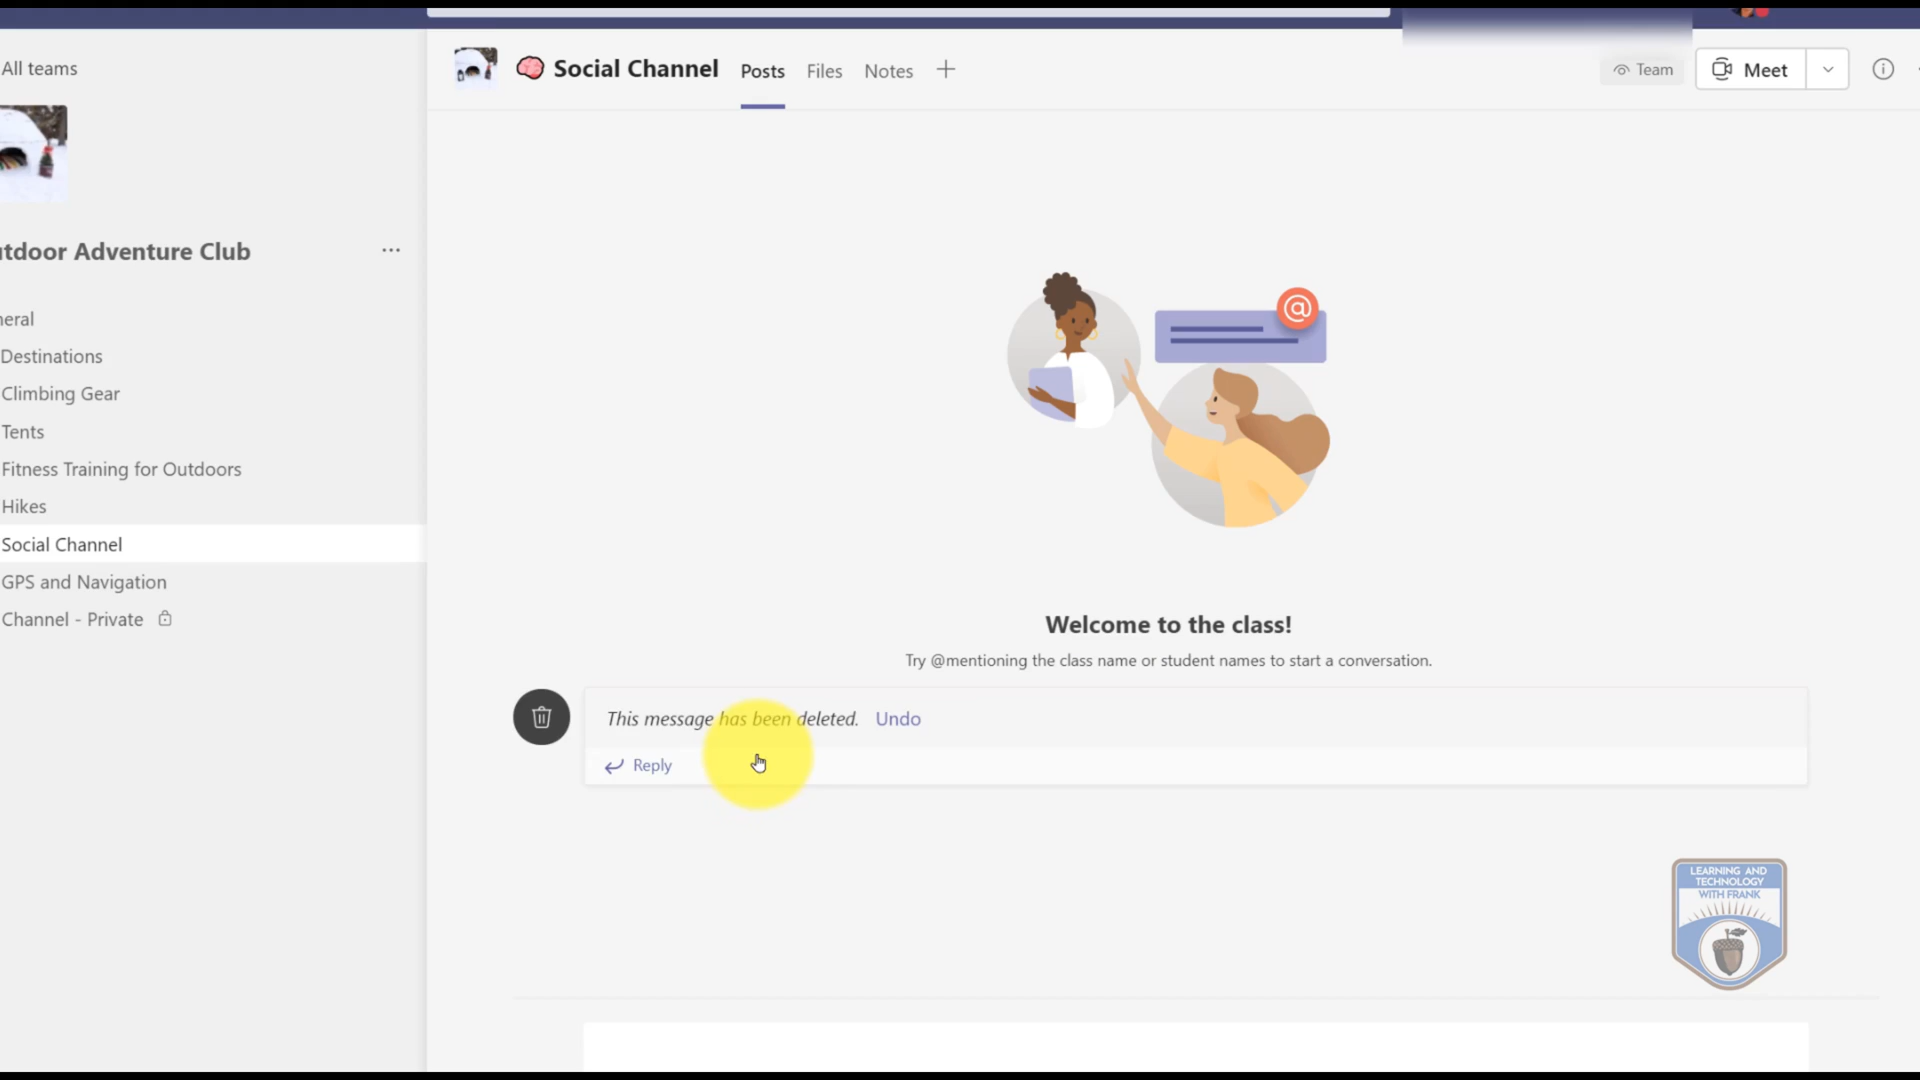 All teams
Social Channel
Posts
Files
Notes
Team
Meet
tdoor Adventure Club
neral
Destinations
Climbing Gear
Tents
Fitness Training for Outdoors
Hikes
Social Channel
GPS and Navigation
Channel - Private
@
Welcome to the class!
Try @mentioning the class name or student names to start a conversation.
This message has been deleted. Undo
Reply
LEARNING AND
TECHNOLOGY
WITH FRANK